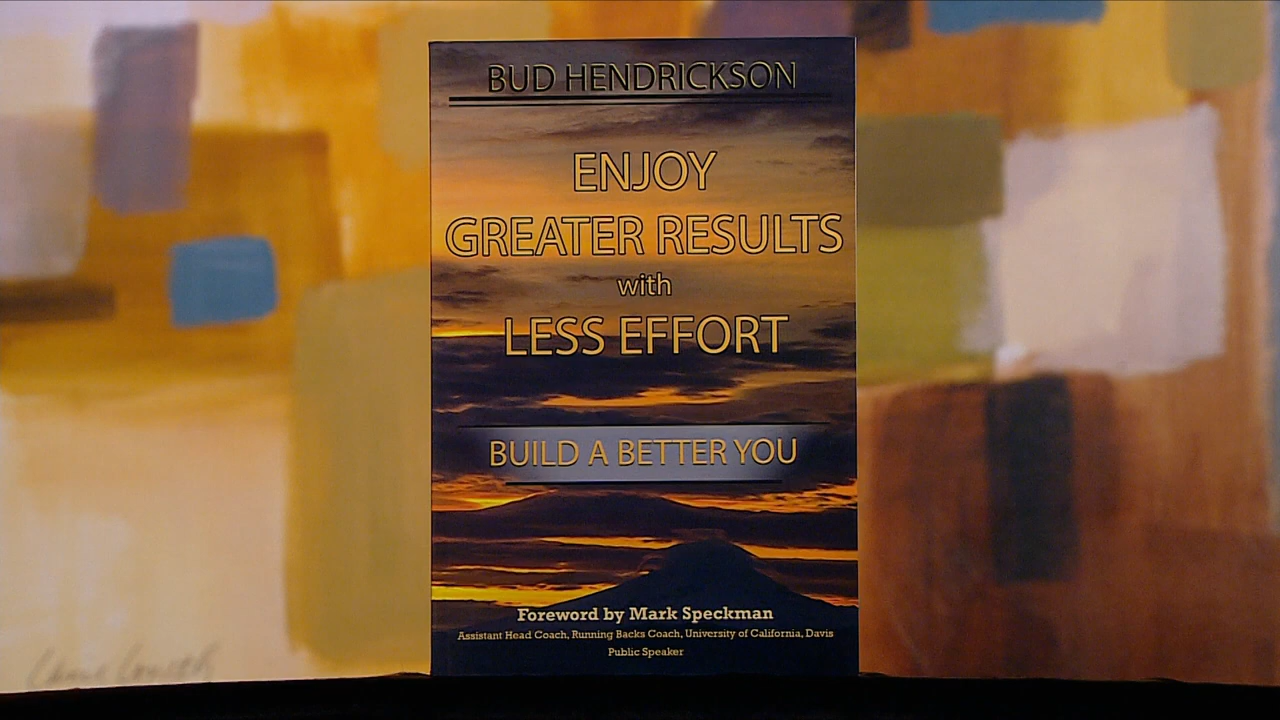 BUD HENDRICKSON
ENJOY
GREATER RESULTS
with
LESS EFFORT
BUILD A BETTER YOU
Foreword by Mark Speckman
Assistant Head Coach, Running Backs Coach, University of California, Davis
Public Speaker